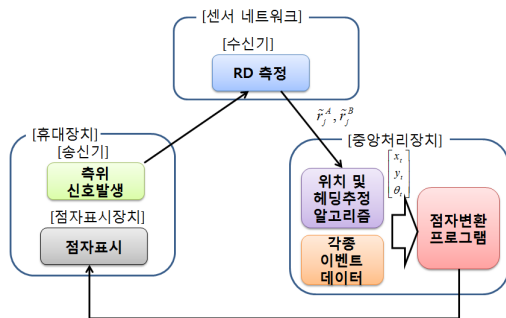 [센서 네트워크]
[수신기]
RD 측정
r̃ⱼᴬ, r̃ⱼᴮ
[휴대장치]
[송신기]
측위
신호발생
[점자표시장치]
점자표시
[중앙처리장치]
xₜ
yₜ
θₜ
위치 및
헤딩추정
알고리즘
각종
이벤트
데이터
점자변환
프로그램